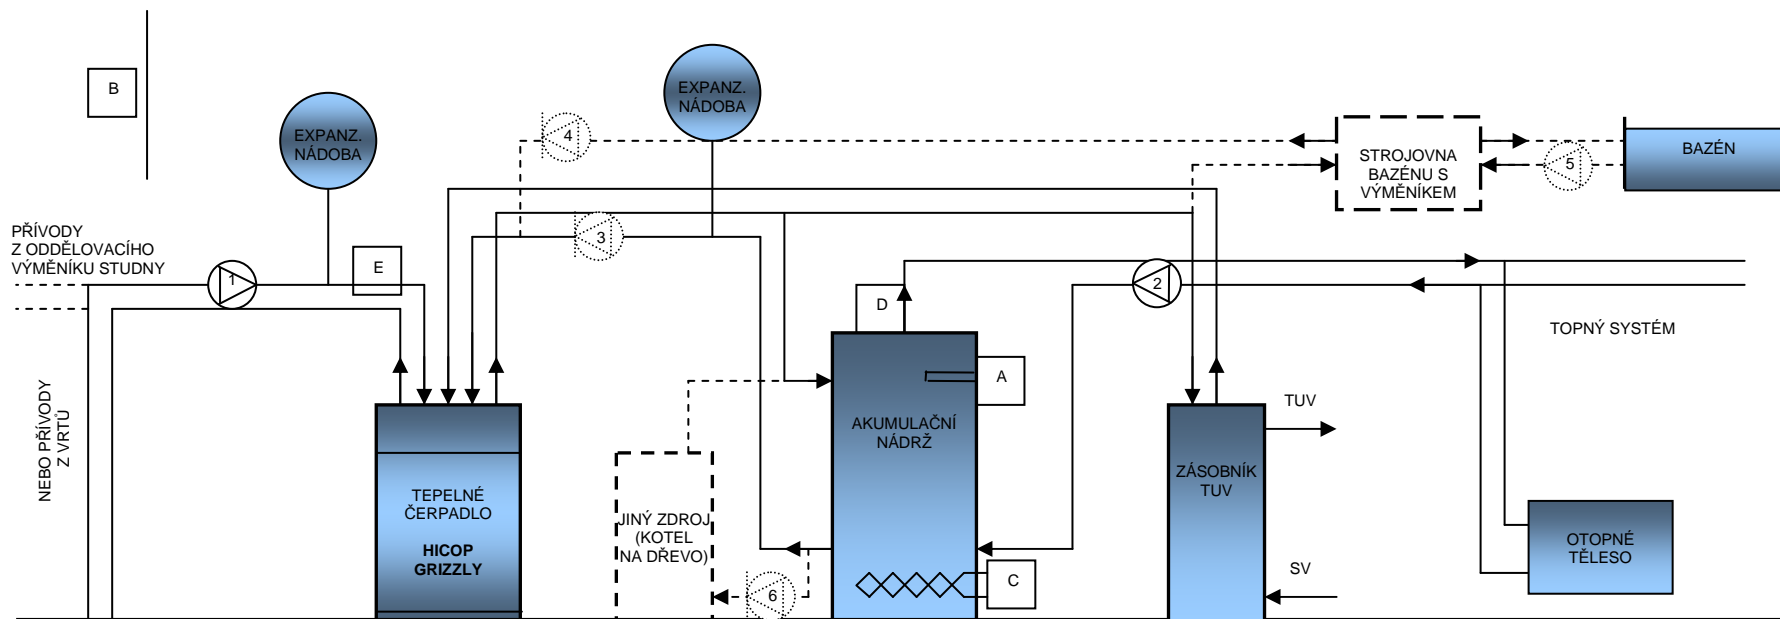 B
EXPANZ.
NÁDOBA
EXPANZ.
NÁDOBA
4
STROJOVNA
BAZÉNU S
VÝMĚNÍKEM
5
BAZÉN
PŘÍVODY
Z ODDĚLOVACÍHO
VÝMĚNÍKU STUDNY
1
E
3
D
2
TOPNÝ SYSTÉM
NEBO PŘÍVODY
Z VRTŮ
TEPELNÉ
ČERPADLO
HICOP
GRIZZLY
JINÝ ZDROJ
(KOTEL
NA DŘEVO)
6
A
AKUMULAČNÍ
NÁDRŽ
C
ZÁSOBNÍK
TUV
TUV
SV
OTOPNÉ
TĚLESO